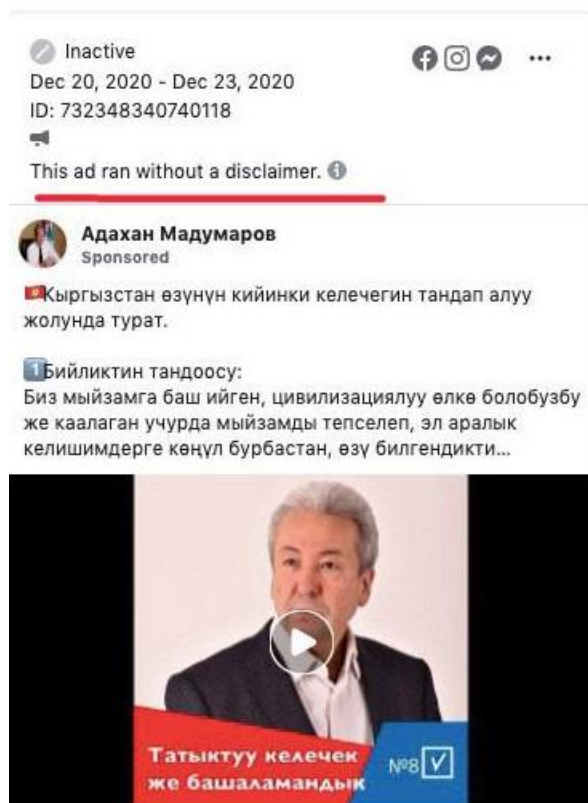 Inactive
Dec 20, 2020 - Dec 23, 2020
ID: 732348340740118
This ad ran without a disclaimer.
Адахан Мадумаров
Sponsored
Кыргызстан өзүнүн кийинки келечегин тандап алуу
жолунда турат.
1 Бийликтин тандоосу:
Биз мыйзамга баш ийген, цивилизациялуу өлкө болобузбу
же каалаган учурда мыйзамды тепселеп, эл аралык
келишимдерге көңүл бурбастан, өзү билгендикти...
Татыктуу келечек
же башаламандык
№8